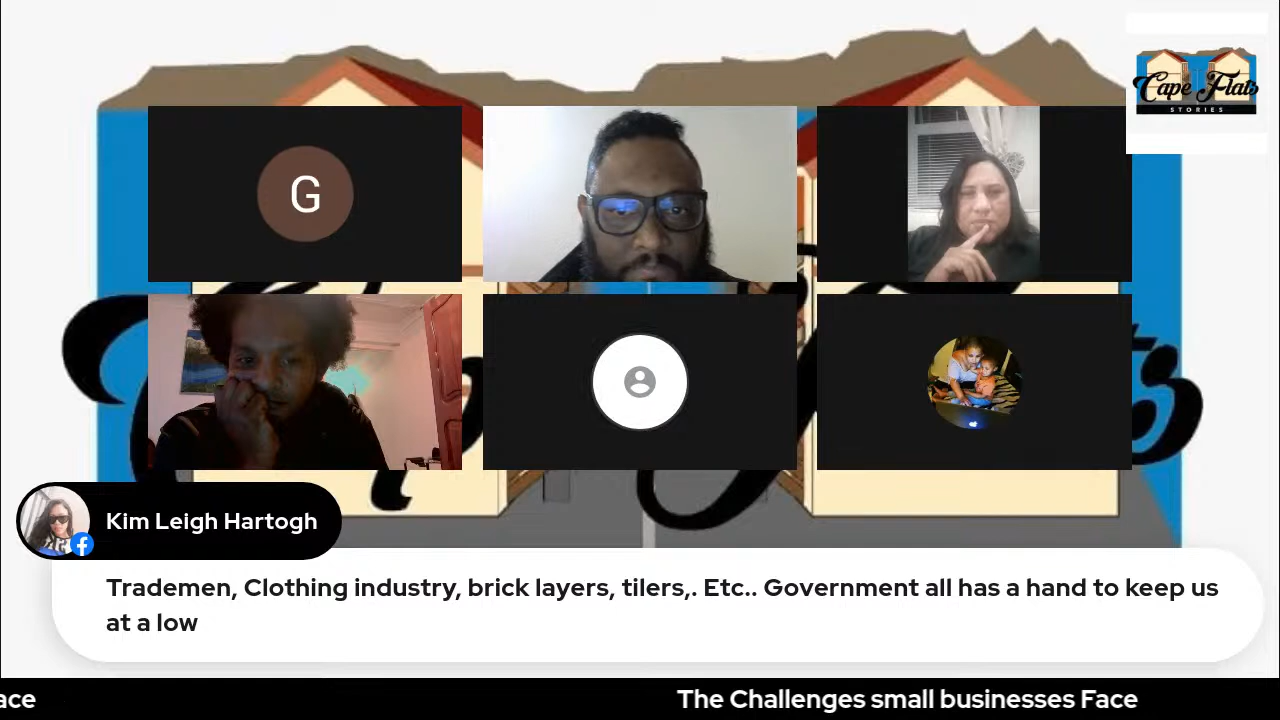 Cape Flats
STORIES
G
Kim Leigh Hartogh
Trademen, Clothing industry, brick layers, tilers,. Etc.. Government all has a hand to keep us
at a low
ace
The Challenges small businesses Face